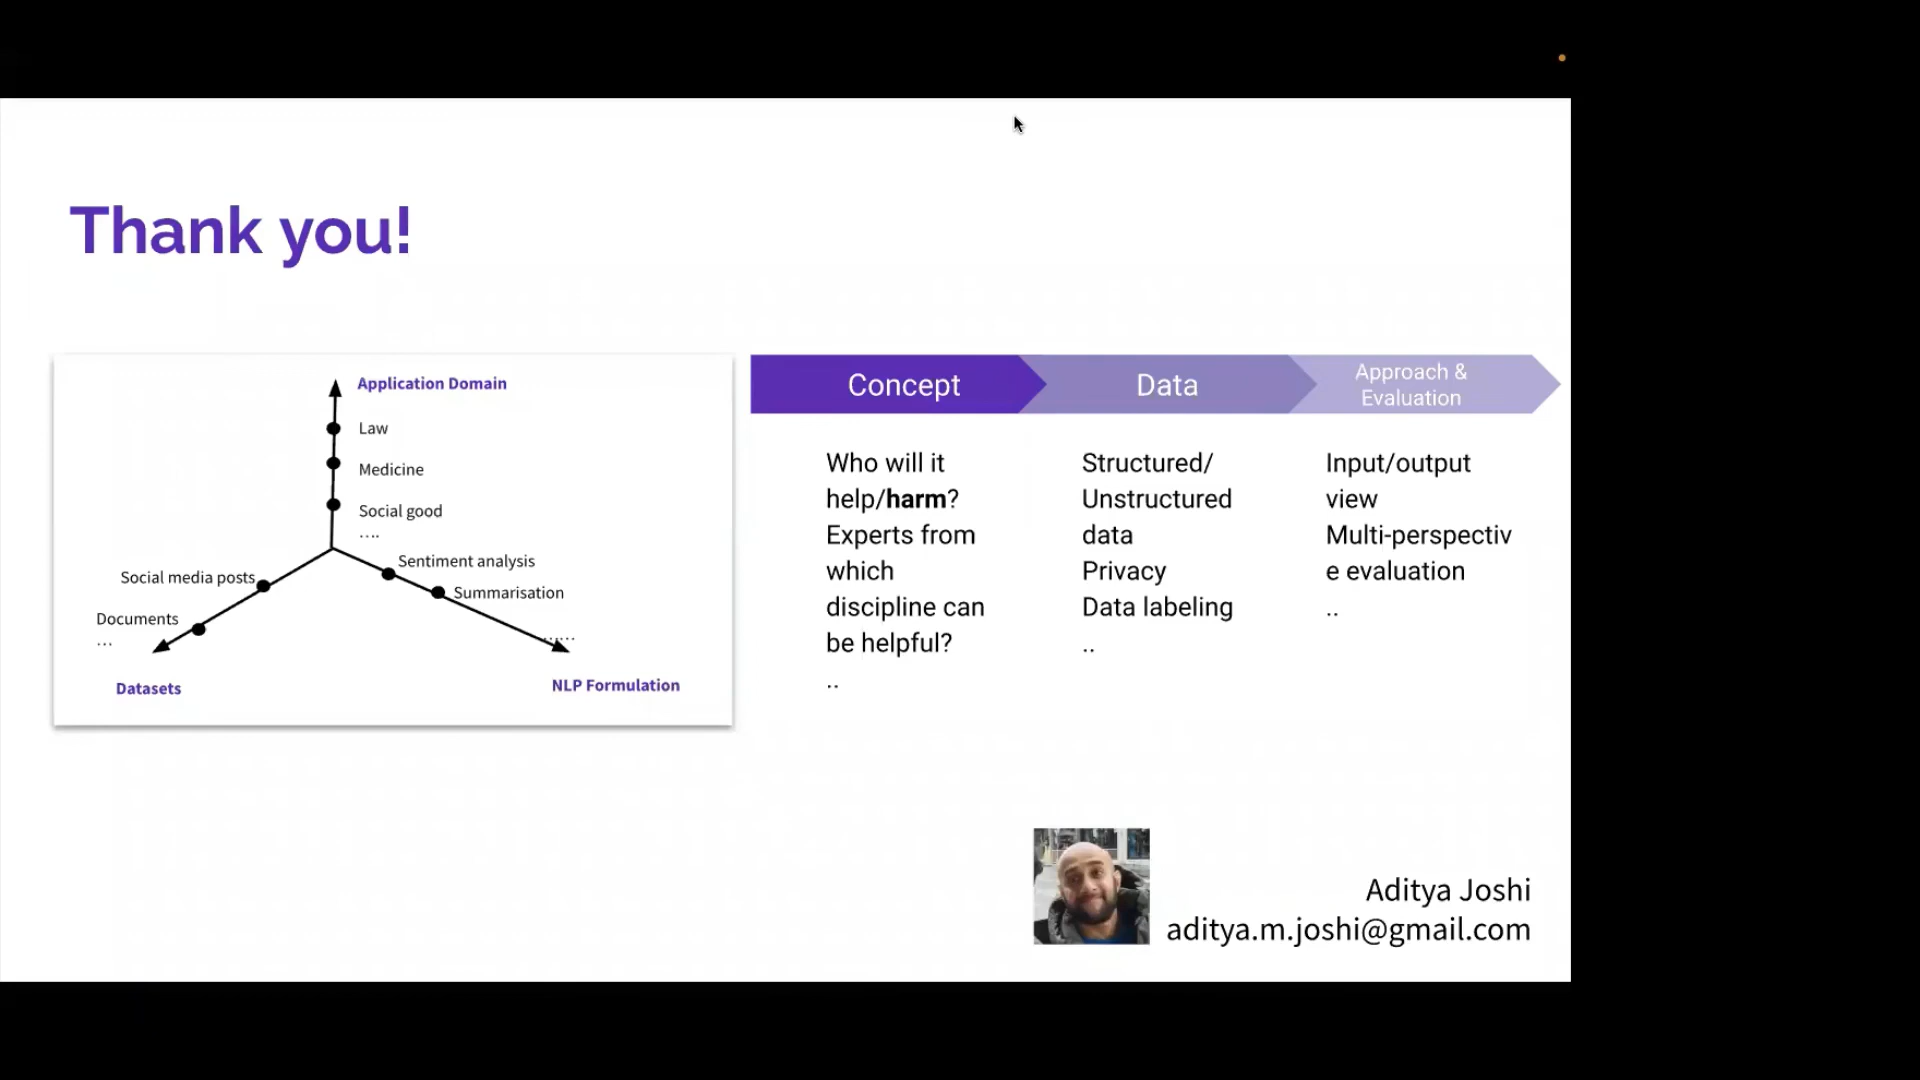 Thank you!
Application Domain
Law
Medicine
Social good
....
Sentiment analysis
Summarisation
......
NLP Formulation
Social media posts
Documents
...
Datasets
Concept
Data
Approach &
Evaluation
Who will it
help/harm?
Experts from
which
discipline can
be helpful?
..
Structured/
Unstructured
data
Privacy
Data labeling
..
Input/output
view
Multi-perspectiv
e evaluation
..
Aditya Joshi
aditya.m.joshi@gmail.com